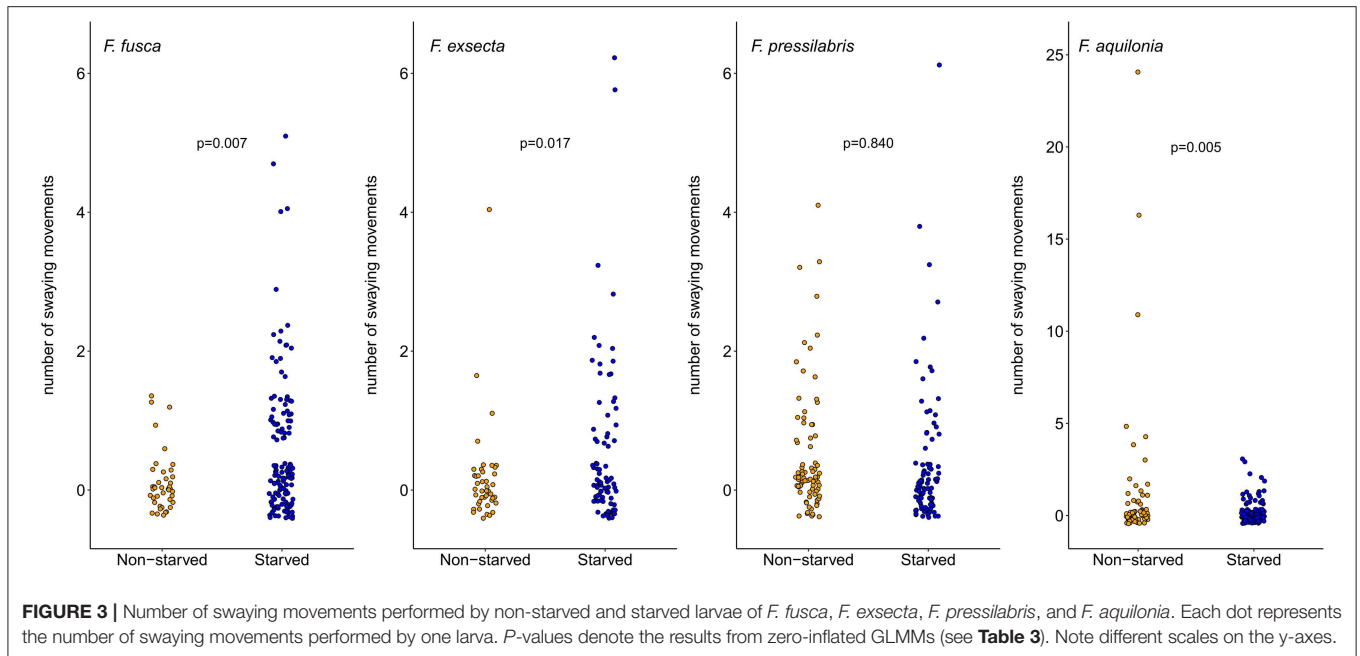 F. fusca
number of swaying movements
6
4
2
0
p=0.007
Non-starved
Starved
F. exsecta
number of swaying movements
6
4
2
0
p=0.017
Non-starved
Starved
F. pressilabris
number of swaying movements
6
4
2
0
p=0.840
Non-starved
Starved
F. aquilonia
number of swaying movements
25
20
15
10
5
0
p=0.005
Non-starved
Starved
FIGURE 3 | Number of swaying movements performed by non-starved and starved larvae of F. fusca, F. exsecta, F. pressilabris, and F. aquilonia. Each dot represents
the number of swaying movements performed by one larva. P-values denote the results from zero-inflated GLMMs (see Table 3). Note different scales on the y-axes.